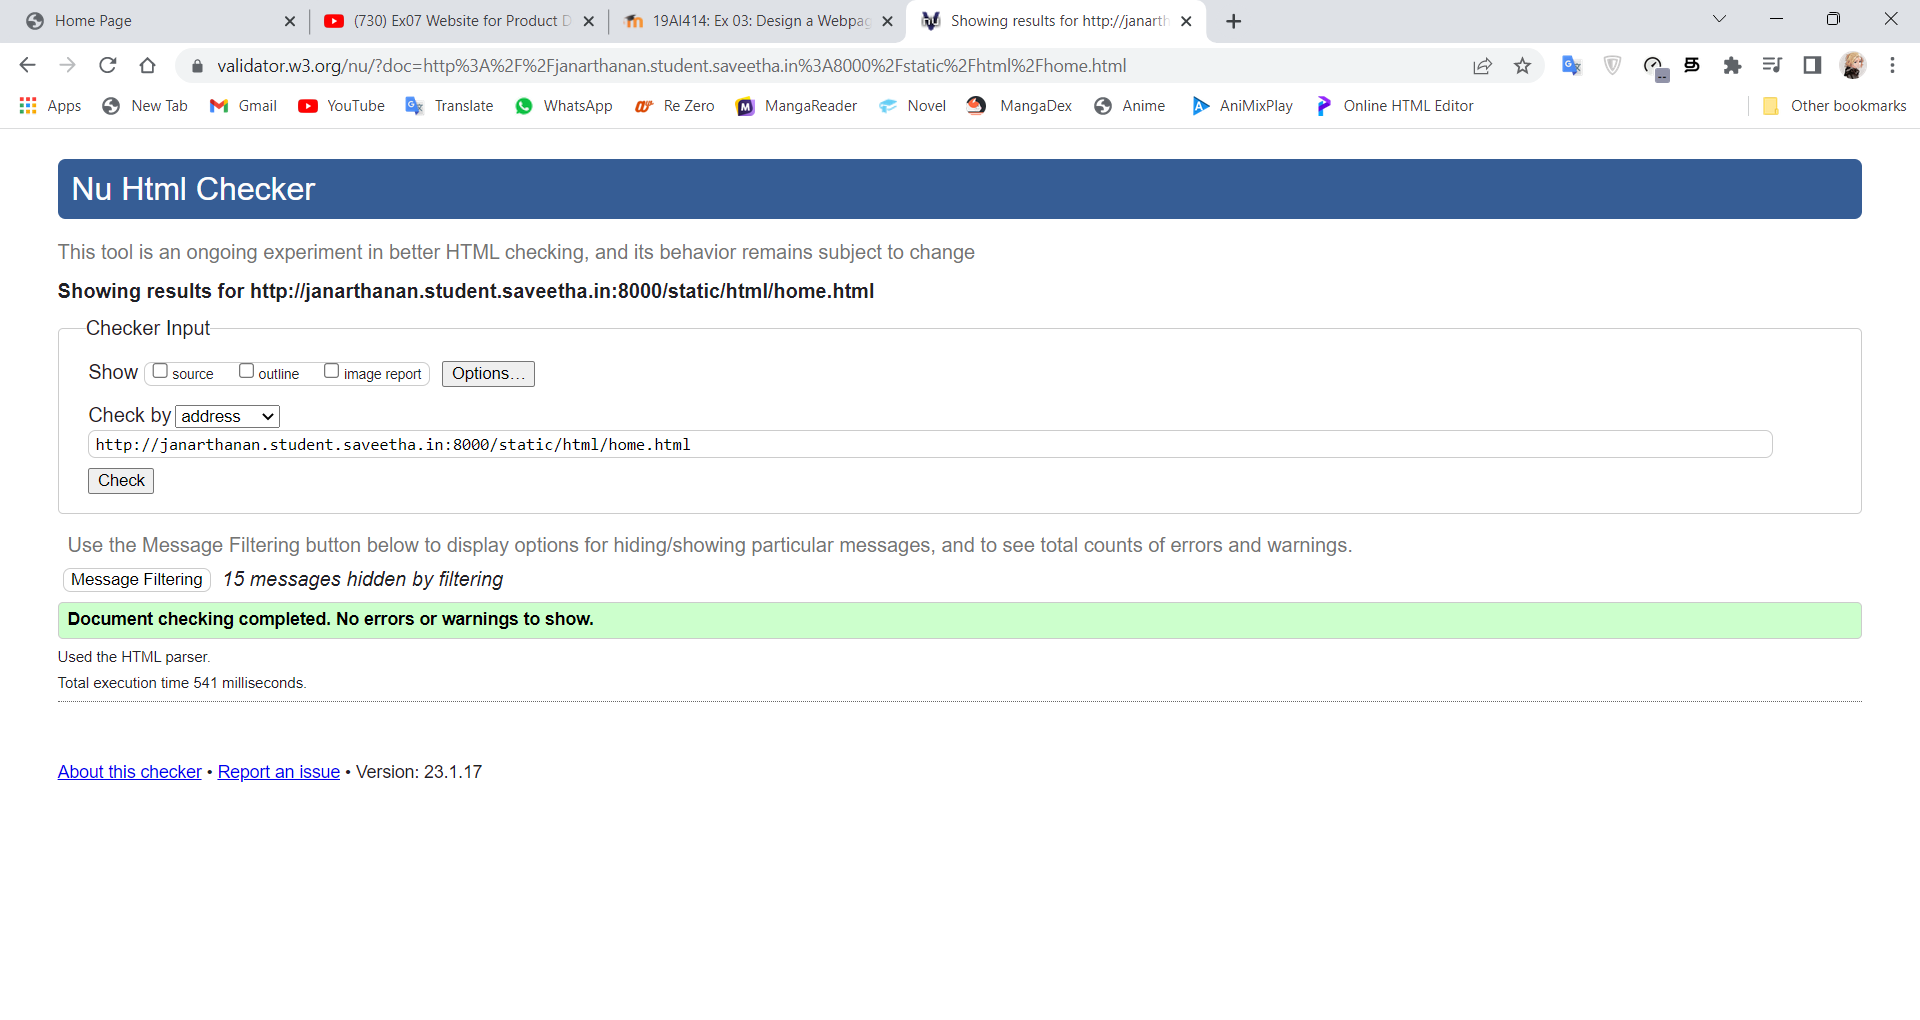 Home Page
(730) Ex07 Website for Product D
19AI414: Ex 03: Design a Webpag
Showing results for http://janarth
validator.w3.org/nu/?doc=http%3A%2F%2Fjanarthanan.student.saveetha.in%3A8000%2Fstatic%2Fhtml%2Fhome.html
Apps New Tab Gmail YouTube Translate WhatsApp Re Zero MangaReader Novel MangaDex Anime AniMixPlay Online HTML Editor Other bookmarks
Nu Html Checker
This tool is an ongoing experiment in better HTML checking, and its behavior remains subject to change
Showing results for http://janarthanan.student.saveetha.in:8000/static/html/home.html
Checker Input
Show source outline image report Options...
Check by address
http://janarthanan.student.saveetha.in:8000/static/html/home.html
Check
Use the Message Filtering button below to display options for hiding/showing particular messages, and to see total counts of errors and warnings.
Message Filtering 15 messages hidden by filtering
Document checking completed. No errors or warnings to show.
Used the HTML parser.
Total execution time 541 milliseconds.
About this checker • Report an issue • Version: 23.1.17